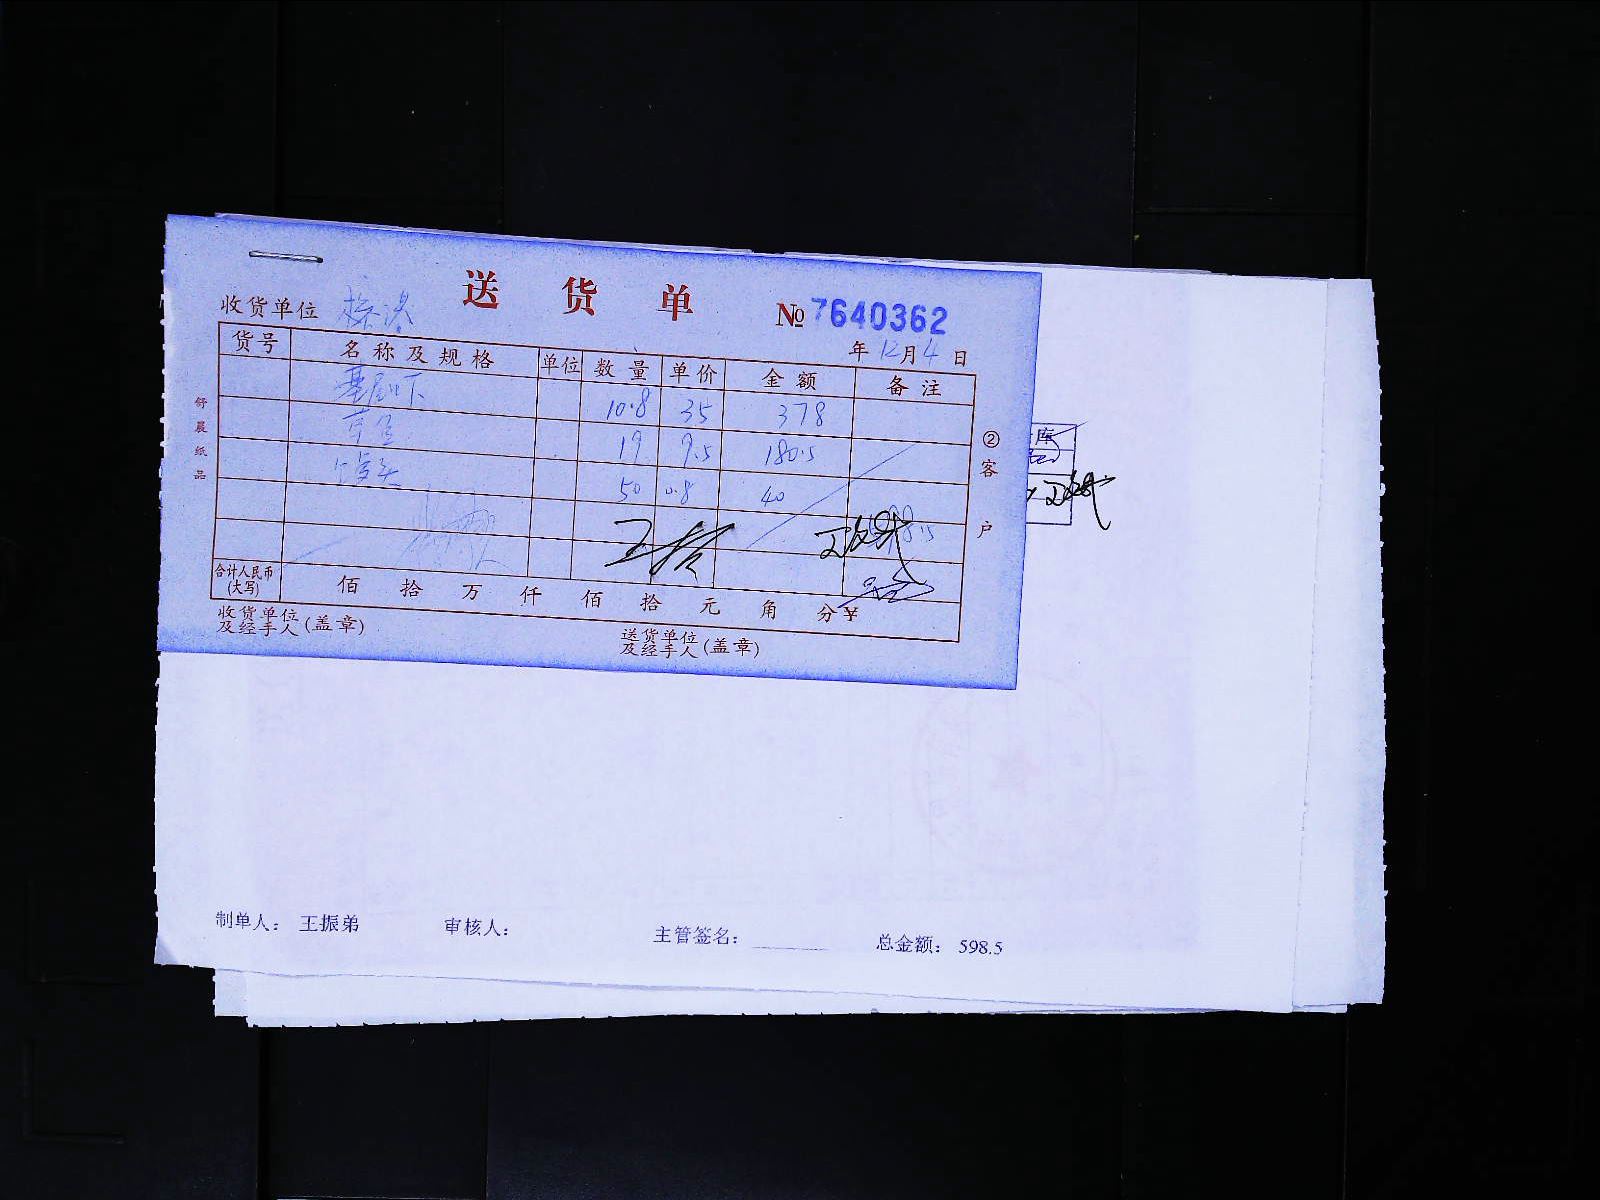 送货单
№7640362
收货单位
年12月4日
货号 名称及规格 单位 数量 单价 金额 备注
10.8 35 378
19 9.5 180.5
馒头 50 0.8 40
598.5
合计人民币(大写) 佰 拾 万 仟 佰 拾 元 角 分 ¥
收货单位及经手人(盖章)
送货单位及经手人(盖章)
舒晨纸品
②客户
库
制单人： 王振弟 审核人： 主管签名： 总金额： 598.5